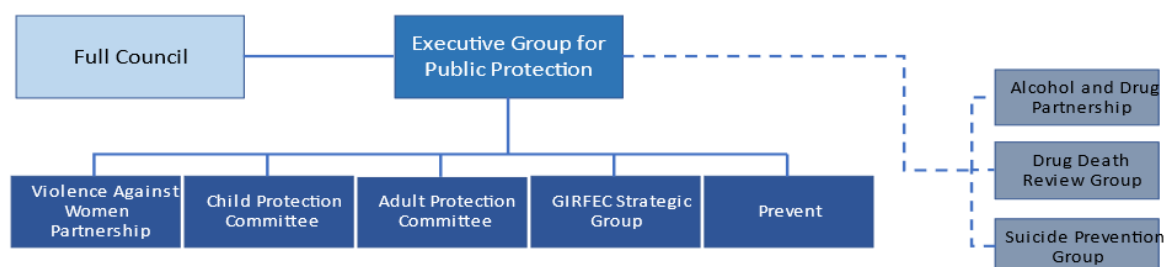 Full Council
Executive Group for
Public Protection
Alcohol and Drug
Partnership
Drug Death
Review Group
Suicide Prevention
Group
Violence Against
Women
Partnership
Child Protection
Committee
Adult Protection
Committee
GIRFEC Strategic
Group
Prevent